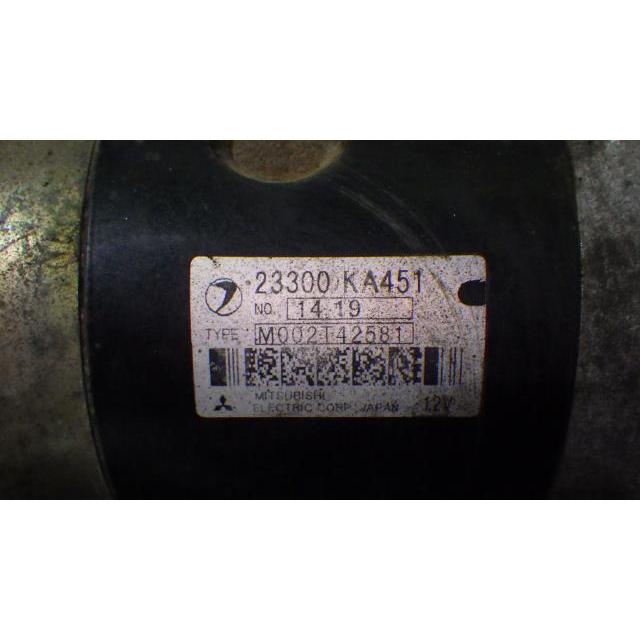 23300 KA451
NO. 14 19
TYPE M002T42581
MITSUBISHI
ELECTRIC CORP. JAPAN 12V